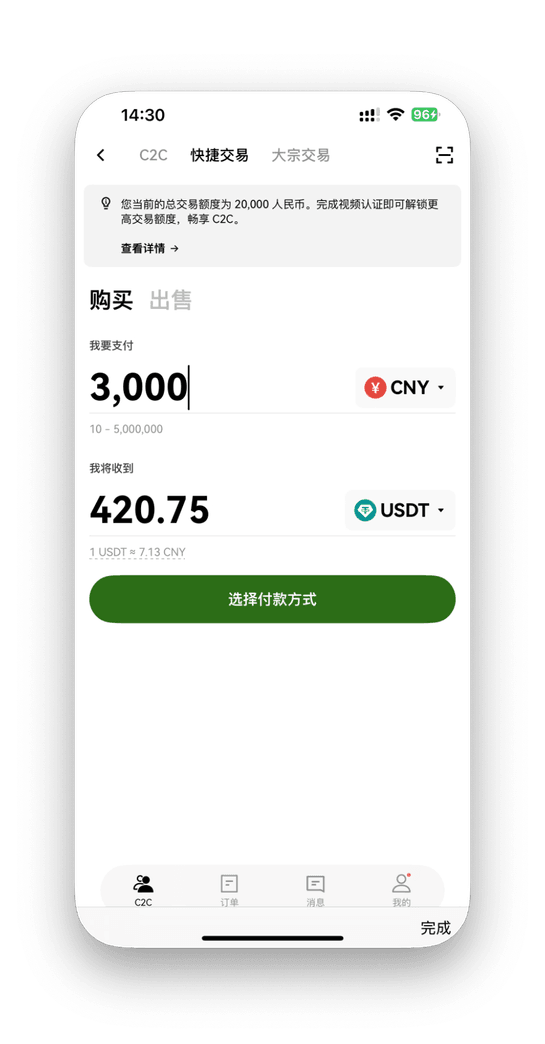 14:30
96
C2C 快捷交易 大宗交易
您当前的总交易额度为 20,000 人民币。完成视频认证即可解锁更
高交易额度，畅享 C2C。
查看详情 →
购买 出售
我要支付
3,000 ¥ CNY
10 - 5,000,000
我将收到
420.75 USDT
1 USDT ≈ 7.13 CNY
选择付款方式
C2C 订单 消息 我的
完成